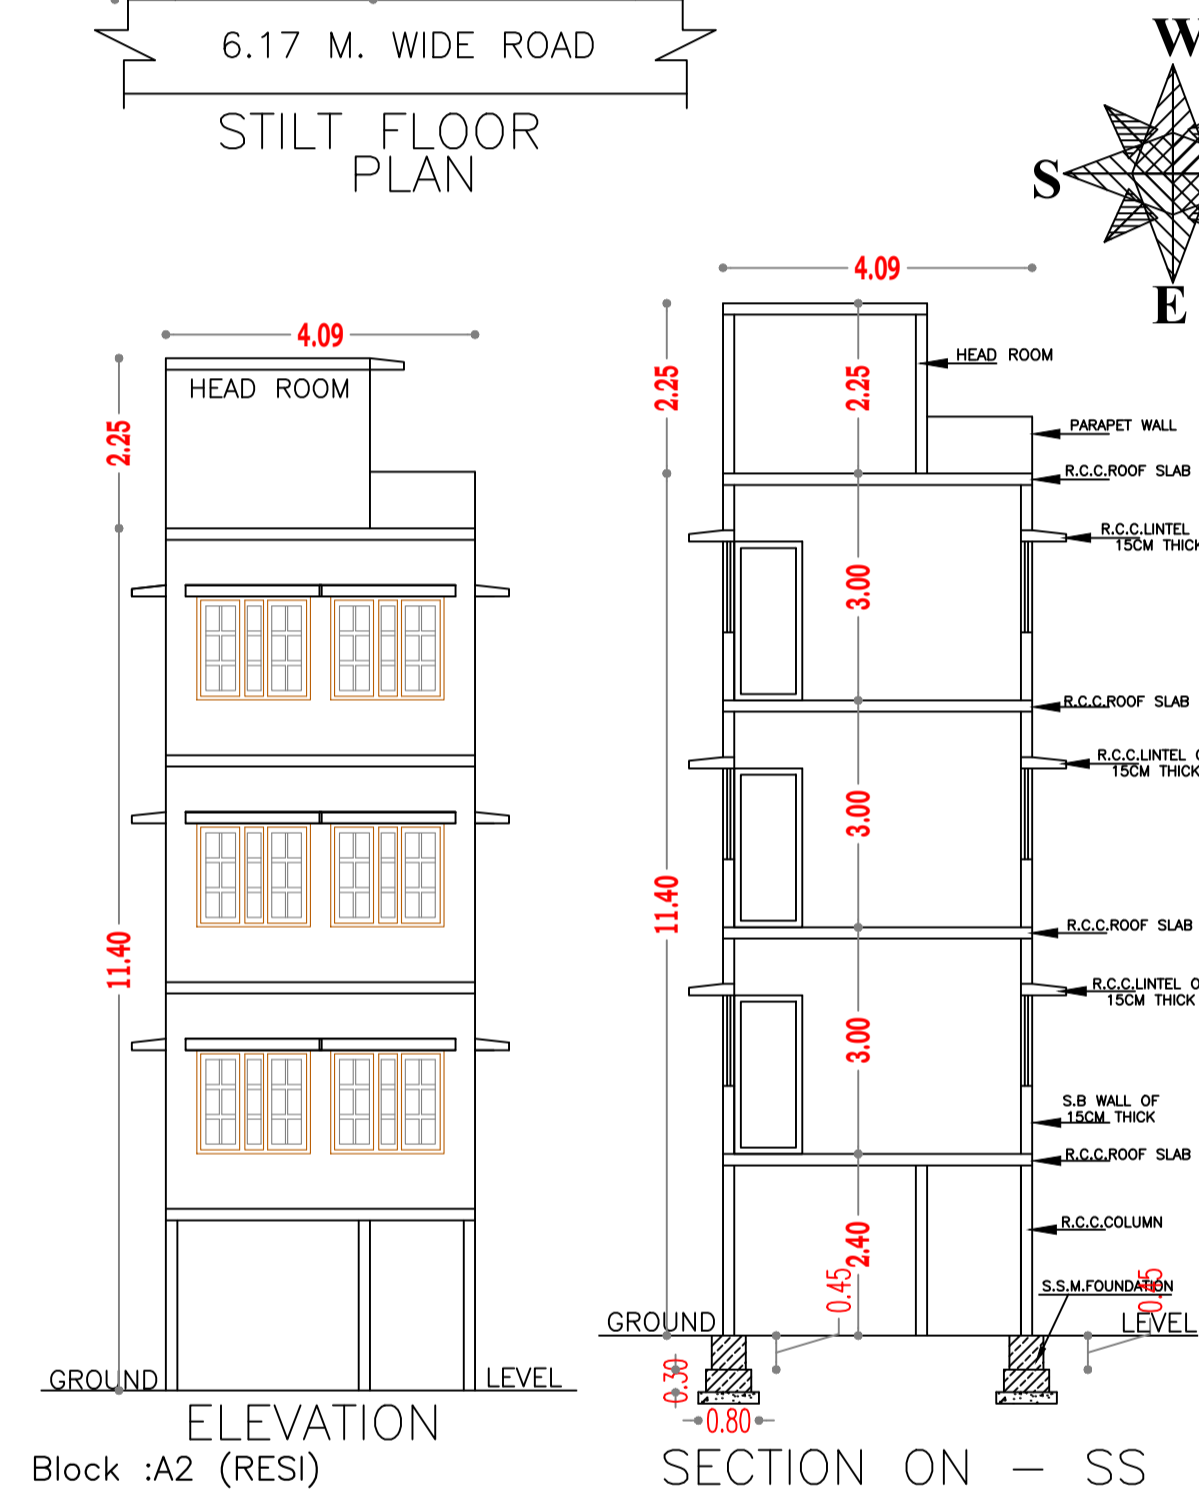 6.17 M. WIDE ROAD
STILT FLOOR
PLAN
W
S
E
4.09
HEAD ROOM
2.25
11.40
GROUND
LEVEL
ELEVATION
Block :A2 (RESI)
4.09
2.25
2.25
HEAD ROOM
PARAPET WALL
R.C.C.ROOF SLAB
R.C.C.LINTEL
15CM THICK
3.00
R.C.C.ROOF SLAB
R.C.C.LINTEL
15CM THICK
3.00
11.40
R.C.C.ROOF SLAB
R.C.C.LINTEL
15CM THICK
3.00
S.B WALL OF
15CM THICK
R.C.C.ROOF SLAB
R.C.C.COLUMN
2.40
0.45
S.S.M.FOUNDATION
0.45
GROUND
LEVEL
0.30
0.80
SECTION ON - SS